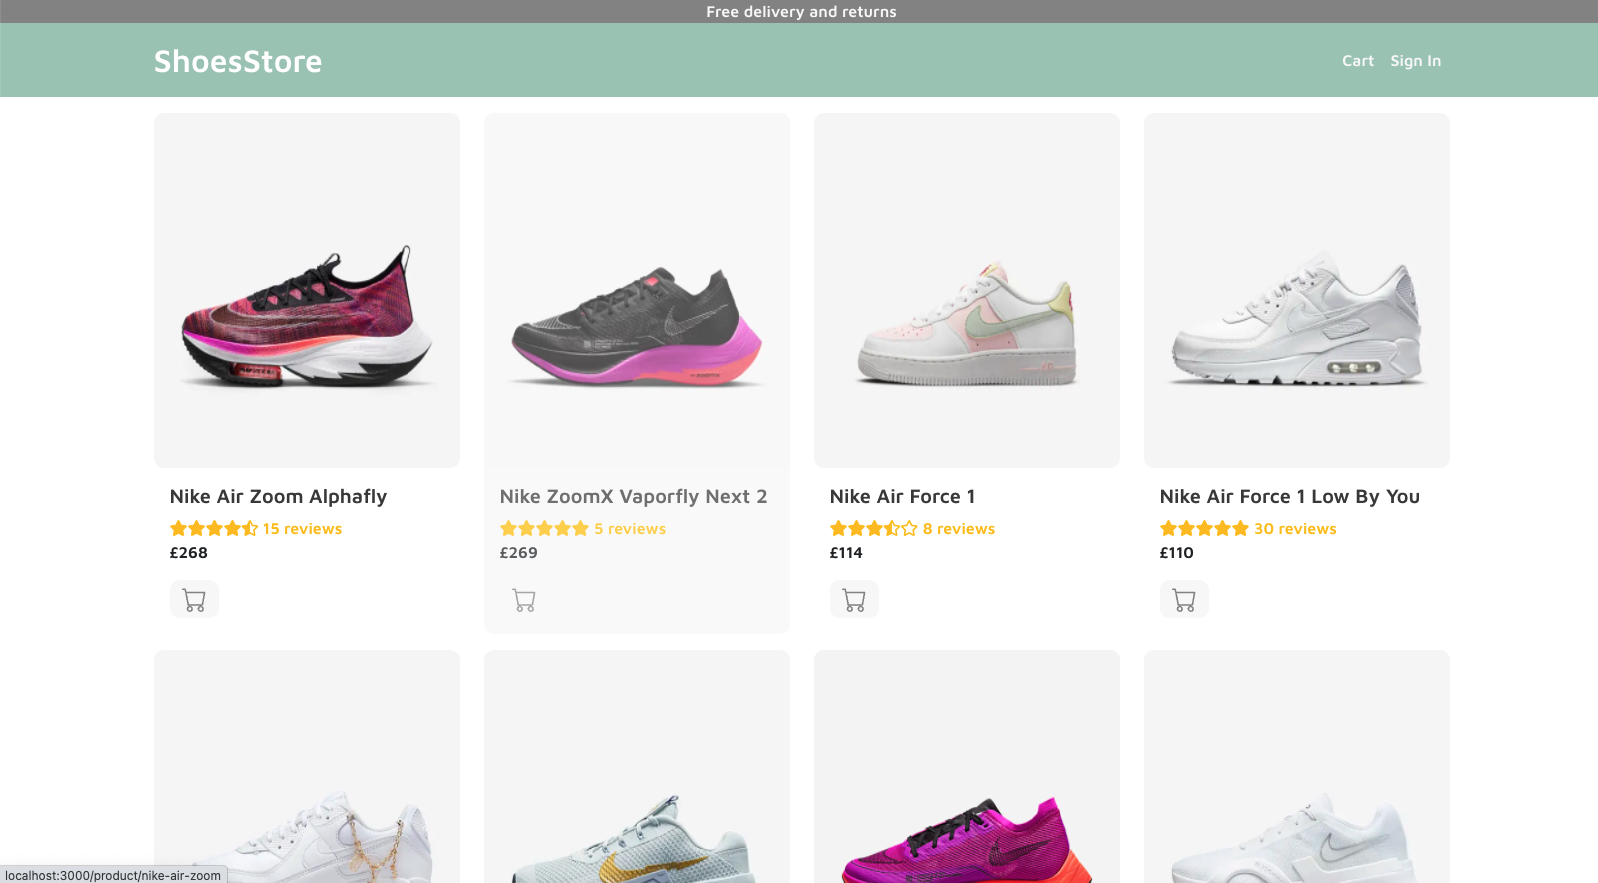 Free delivery and returns
ShoesStore
Cart Sign In
Nike Air Zoom Alphafly
15 reviews
£268
Nike ZoomX Vaporfly Next 2
5 reviews
£269
Nike Air Force 1
8 reviews
£114
Nike Air Force 1 Low By You
30 reviews
£110
localhost:3000/product/nike-air-zoom